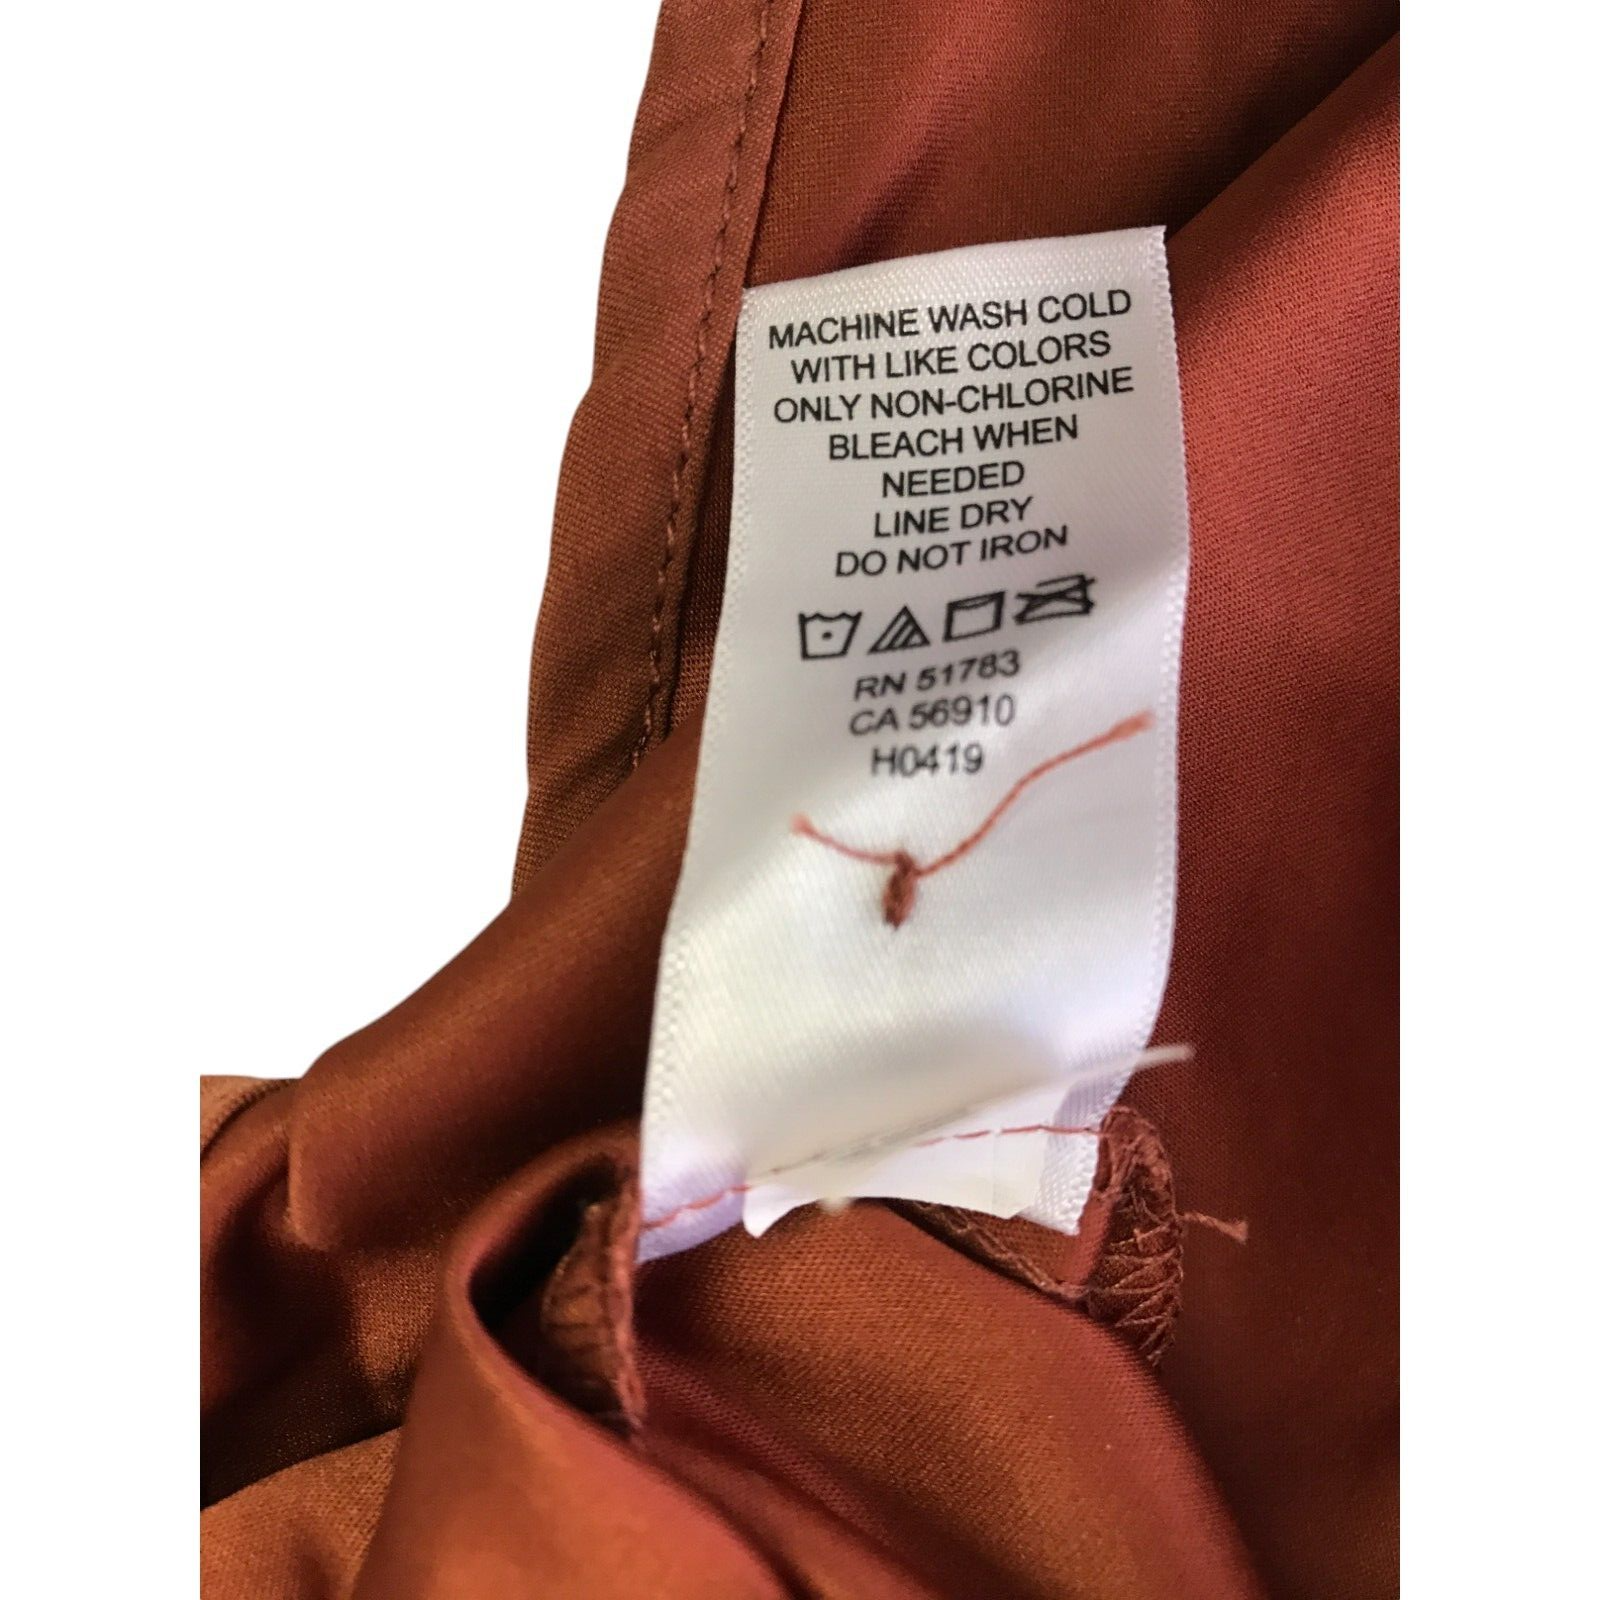 MACHINE WASH COLD
WITH LIKE COLORS
ONLY NON-CHLORINE
BLEACH WHEN
NEEDED
LINE DRY
DO NOT IRON
RN 51783
CA 56910
H0419